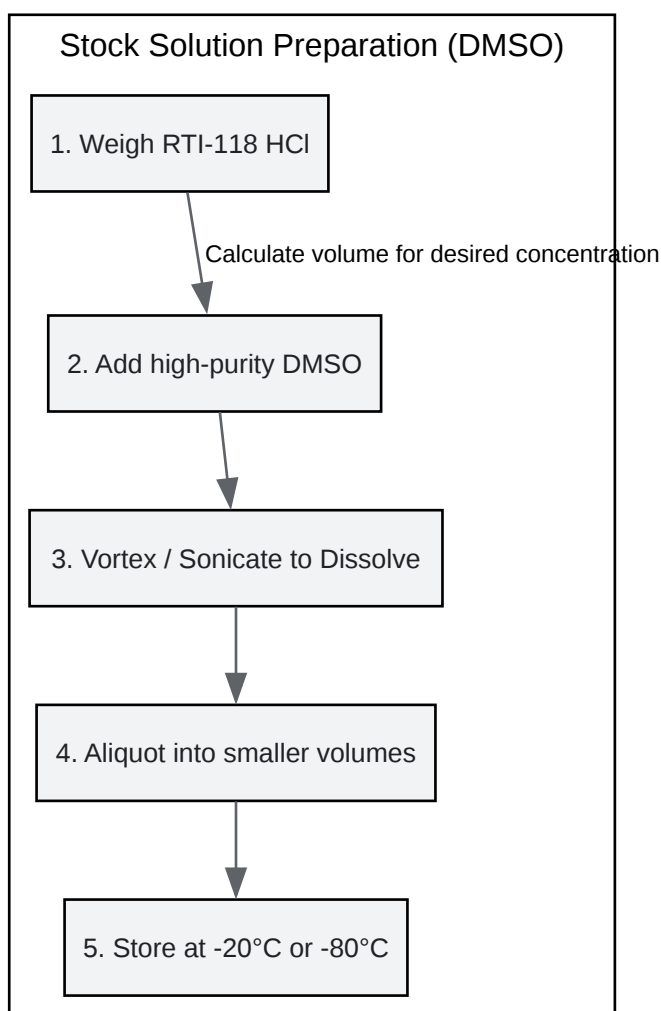 Stock Solution Preparation (DMSO)
1. Weigh RTI-118 HCl
Calculate volume for desired concentration
2. Add high-purity DMSO
3. Vortex / Sonicate to Dissolve
4. Aliquot into smaller volumes
5. Store at -20°C or -80°C